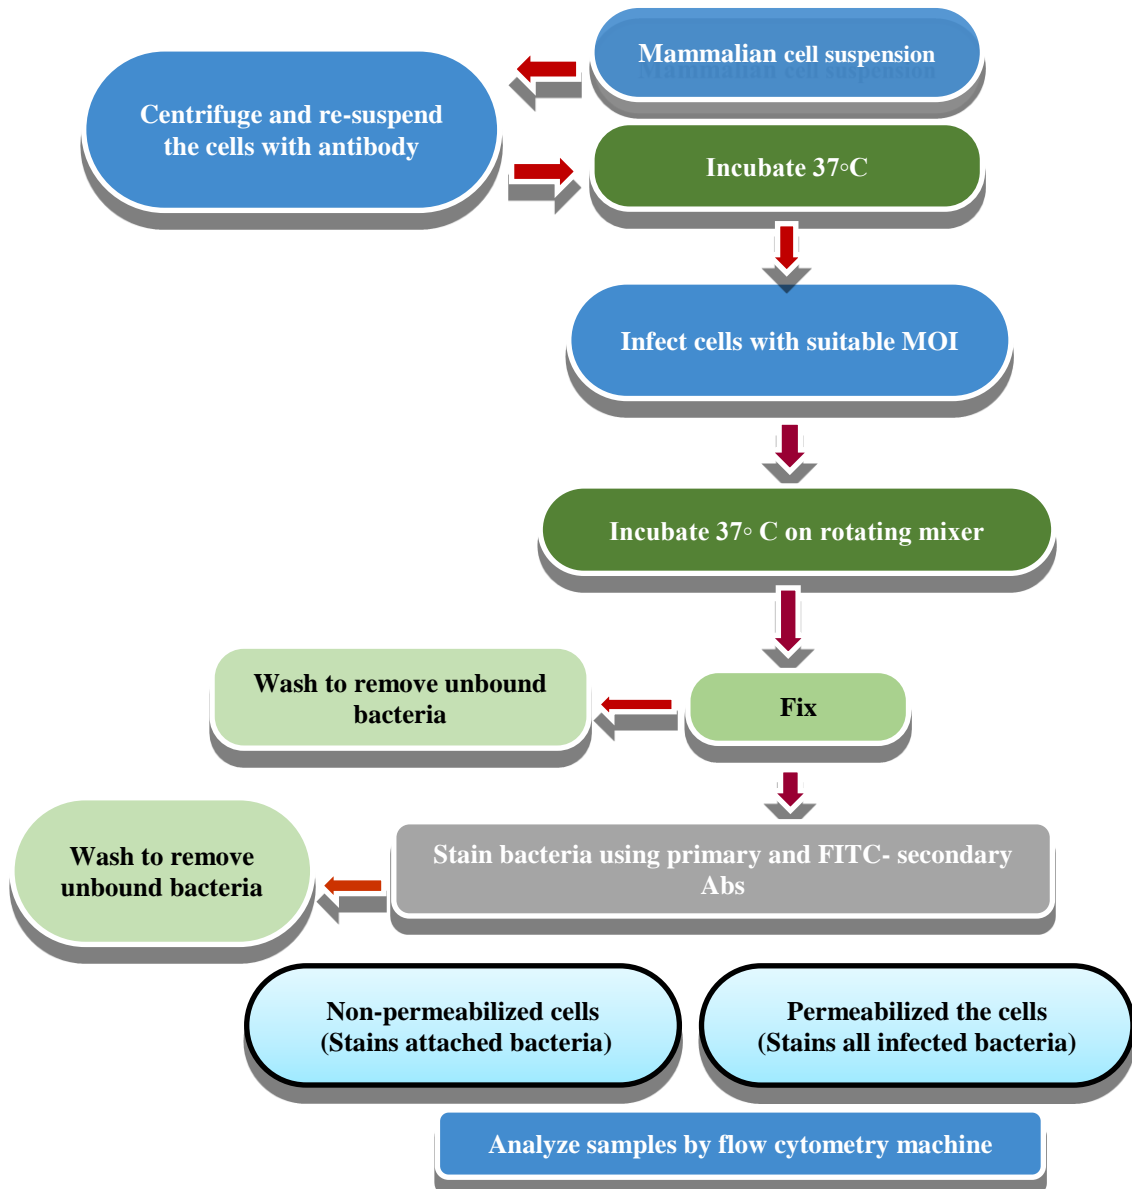 Mammalian cell suspension
Centrifuge and re-suspend
the cells with antibody
Incubate 37◦C
Infect cells with suitable MOI
Incubate 37◦ C on rotating mixer
Wash to remove unbound
bacteria
Fix
Stain bacteria using primary and FITC- secondary
Abs
Wash to remove
unbound bacteria
Non-permeabilized cells
(Stains attached bacteria)
Permeabilized the cells
(Stains all infected bacteria)
Analyze samples by flow cytometry machine